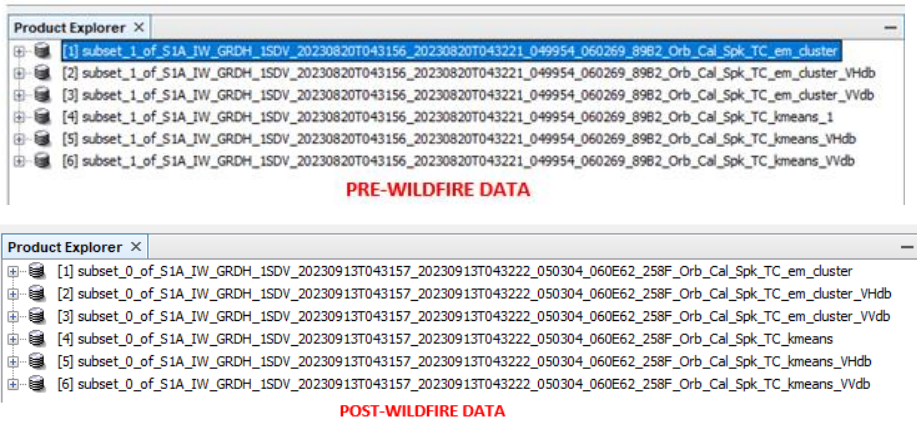 Product Explorer ×
[1] subset_1_of_S1A_IW_GRDH_1SDV_20230820T043156_20230820T043221_049954_060269_89B2_Orb_Cal_Spk_TC_em_cluster
[2] subset_1_of_S1A_IW_GRDH_1SDV_20230820T043156_20230820T043221_049954_060269_89B2_Orb_Cal_Spk_TC_em_cluster_VHdb
[3] subset_1_of_S1A_IW_GRDH_1SDV_20230820T043156_20230820T043221_049954_060269_89B2_Orb_Cal_Spk_TC_em_cluster_VVdb
[4] subset_1_of_S1A_IW_GRDH_1SDV_20230820T043156_20230820T043221_049954_060269_89B2_Orb_Cal_Spk_TC_kmeans_1
[5] subset_1_of_S1A_IW_GRDH_1SDV_20230820T043156_20230820T043221_049954_060269_89B2_Orb_Cal_Spk_TC_kmeans_VHdb
[6] subset_1_of_S1A_IW_GRDH_1SDV_20230820T043156_20230820T043221_049954_060269_89B2_Orb_Cal_Spk_TC_kmeans_VVdb
PRE-WILDFIRE DATA
Product Explorer ×
[1] subset_0_of_S1A_IW_GRDH_1SDV_20230913T043157_20230913T043222_050304_060E62_258F_Orb_Cal_Spk_TC_em_cluster
[2] subset_0_of_S1A_IW_GRDH_1SDV_20230913T043157_20230913T043222_050304_060E62_258F_Orb_Cal_Spk_TC_em_cluster_VHdb
[3] subset_0_of_S1A_IW_GRDH_1SDV_20230913T043157_20230913T043222_050304_060E62_258F_Orb_Cal_Spk_TC_em_cluster_VVdb
[4] subset_0_of_S1A_IW_GRDH_1SDV_20230913T043157_20230913T043222_050304_060E62_258F_Orb_Cal_Spk_TC_kmeans
[5] subset_0_of_S1A_IW_GRDH_1SDV_20230913T043157_20230913T043222_050304_060E62_258F_Orb_Cal_Spk_TC_kmeans_VHdb
[6] subset_0_of_S1A_IW_GRDH_1SDV_20230913T043157_20230913T043222_050304_060E62_258F_Orb_Cal_Spk_TC_kmeans_VVdb
POST-WILDFIRE DATA